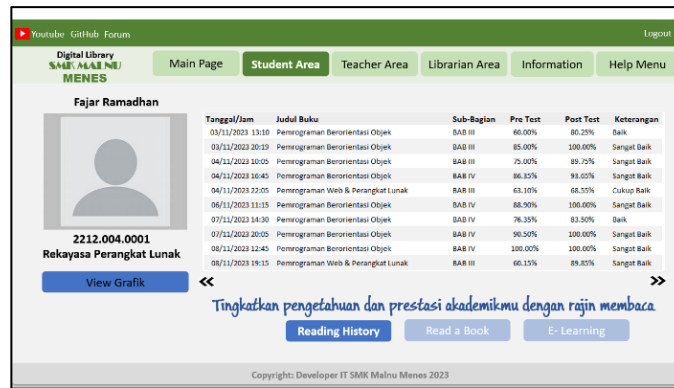 Youtube GitHub Forum Logout
Digital Library
SMK MALNU
MENES
Main Page Student Area Teacher Area Librarian Area Information Help Menu
Fajar Ramadhan
2212.004.0001
Rekayasa Perangkat Lunak
View Grafik
Tanggal/Jam Judul Buku Sub-Bagian Pre Test Post Test Keterangan
03/11/2023 13:10 Pemrograman Berorientasi Objek BAB III 60.00% 80.25% Baik
03/11/2023 20:19 Pemrograman Berorientasi Objek BAB III 85.00% 100.00% Sangat Baik
04/11/2023 10:05 Pemrograman Berorientasi Objek BAB III 75.00% 89.75% Sangat Baik
04/11/2023 16:45 Pemrograman Berorientasi Objek BAB IV 86.35% 93.65% Sangat Baik
04/11/2023 22:05 Pemrograman Web & Perangkat Lunak BAB III 63.10% 68.55% Cukup Baik
06/11/2023 11:15 Pemrograman Berorientasi Objek BAB IV 88.90% 100.00% Sangat Baik
07/11/2023 14:30 Pemrograman Berorientasi Objek BAB IV 76.35% 83.50% Baik
07/11/2023 20:05 Pemrograman Berorientasi Objek BAB IV 90.50% 100.00% Sangat Baik
08/11/2023 12:45 Pemrograman Berorientasi Objek BAB IV 100.00% 100.00% Sangat Baik
08/11/2023 19:15 Pemrograman Web & Perangkat Lunak BAB III 60.15% 89.85% Sangat Baik
« »
Tingkatkan pengetahuan dan prestasi akademikmu dengan rajin membaca
Reading History Read a Book E- Learning
Copyright: Developer IT SMK Malnu Menes 2023